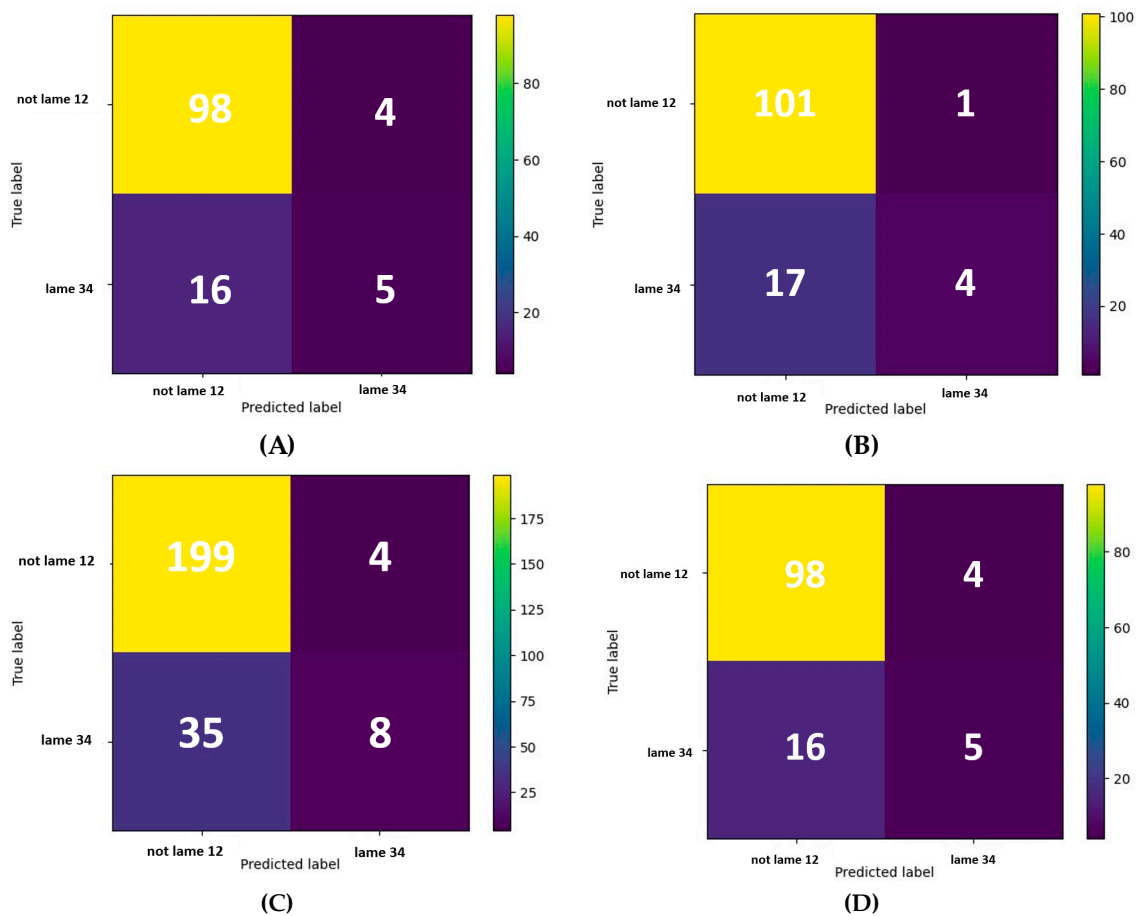 not lame 12
98
4
True label
lame 34
16
5
not lame 12
lame 34
Predicted label
80
60
40
20
(A)
not lame 12
101
1
True label
lame 34
17
4
not lame 12
lame 34
Predicted label
100
80
60
40
20
(B)
not lame 12
199
4
True label
lame 34
35
8
not lame 12
lame 34
Predicted label
175
150
125
100
75
50
25
(C)
not lame 12
98
4
True label
lame 34
16
5
not lame 12
lame 34
Predicted label
80
60
40
20
(D)